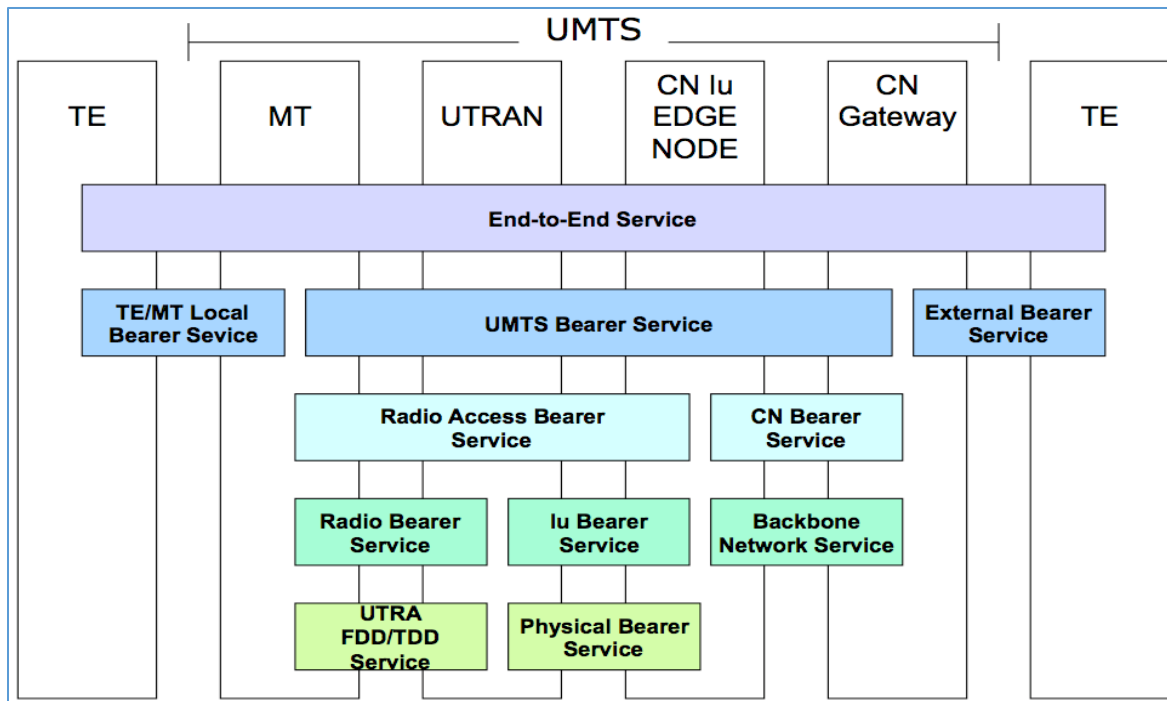 UMTS
TE
MT
UTRAN
CN Iu
EDGE
NODE
CN
Gateway
TE
End-to-End Service
TE/MT Local
Bearer Sevice
UMTS Bearer Service
External Bearer
Service
Radio Access Bearer
Service
CN Bearer
Service
Radio Bearer
Service
Iu Bearer
Service
Backbone
Network Service
UTRA
FDD/TDD
Service
Physical Bearer
Service